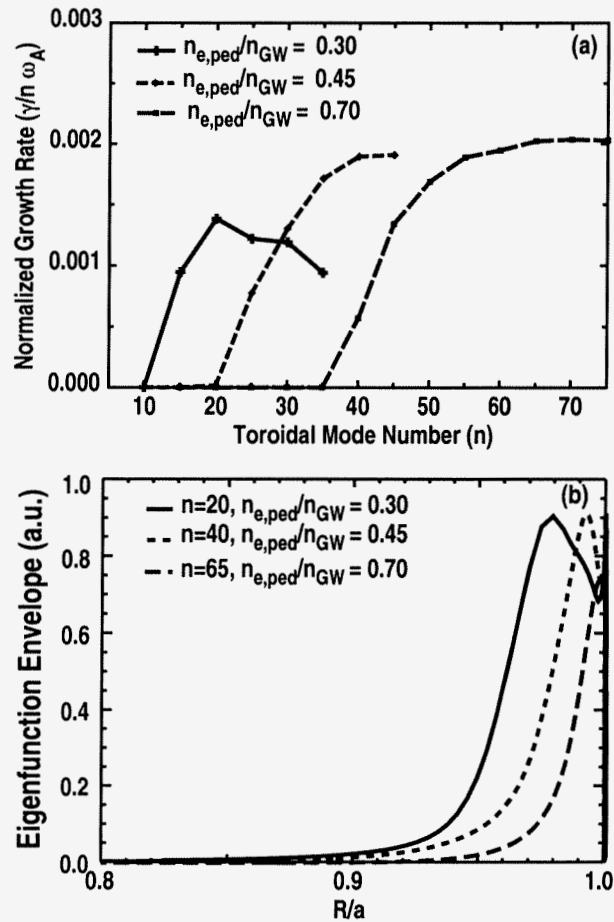 0.003
(a)
n_e,ped/n_GW = 0.30
n_e,ped/n_GW = 0.45
n_e,ped/n_GW = 0.70
0.002
0.001
0.000
Normalized Growth Rate (γ/n ω_A)
10 20 30 40 50 60 70
Toroidal Mode Number (n)
1.0
(b)
n=20, n_e,ped/n_GW = 0.30
n=40, n_e,ped/n_GW = 0.45
n=65, n_e,ped/n_GW = 0.70
0.8
0.6
0.4
0.2
0.0
Eigenfunction Envelope (a.u.)
0.8 0.9 1.0
R/a